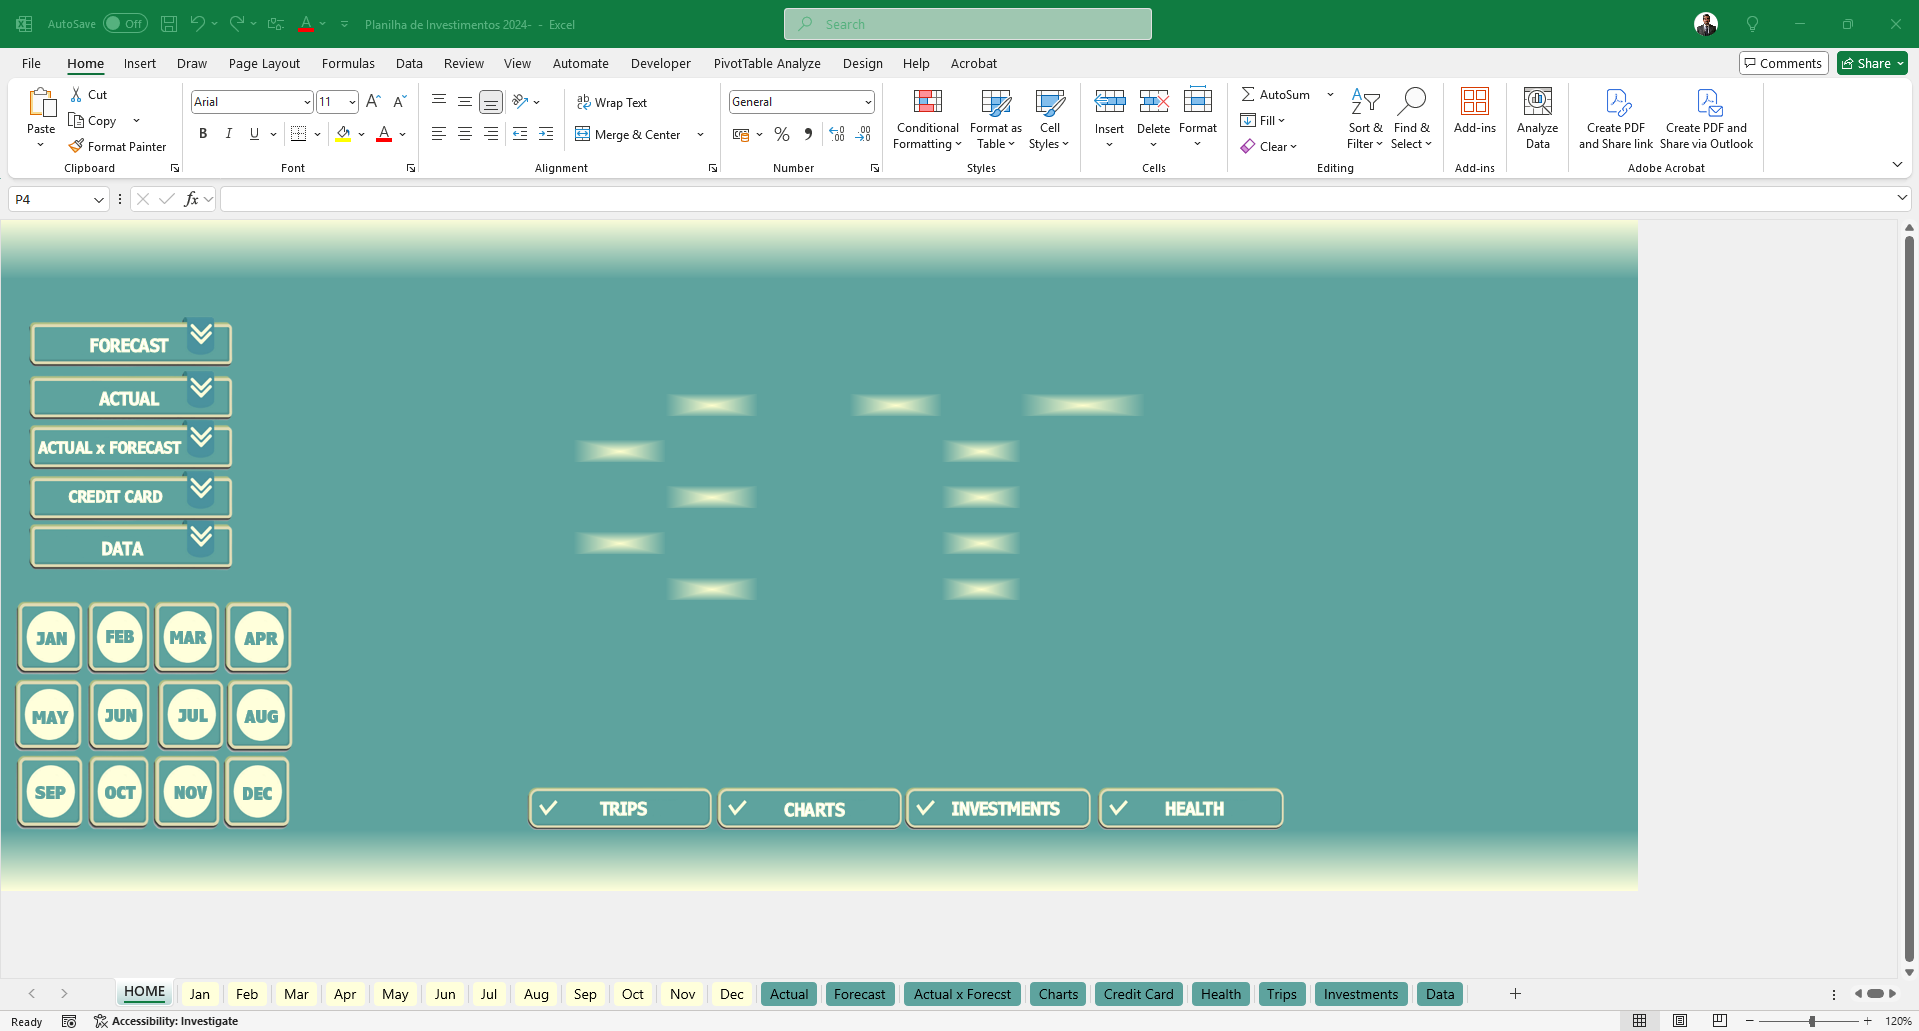 AutoSave Off Planilha de Investimentos 2024- - Excel Search
File Home Insert Draw Page Layout Formulas Data Review View Automate Developer PivotTable Analyze Design Help Acrobat Comments Share
Paste Cut Copy Format Painter Clipboard
Arial 11 B I U A Font
Wrap Text Merge & Center Alignment
General % Number
Conditional Formatting Format as Table Cell Styles Styles
Insert Delete Format Cells
AutoSum Fill Clear Sort & Filter Find & Select Editing
Add-ins Add-ins
Analyze Data
Create PDF and Share link Create PDF and Share via Outlook Adobe Acrobat
P4 fx
FORECAST
ACTUAL
ACTUAL x FORECAST
CREDIT CARD
DATA
JAN FEB MAR APR
MAY JUN JUL AUG
SEP OCT NOV DEC
TRIPS CHARTS INVESTMENTS HEALTH
HOME Jan Feb Mar Apr May Jun Jul Aug Sep Oct Nov Dec Actual Forecast Actual x Forecst Charts Credit Card Health Trips Investments Data
Ready Accessibility: Investigate 120%